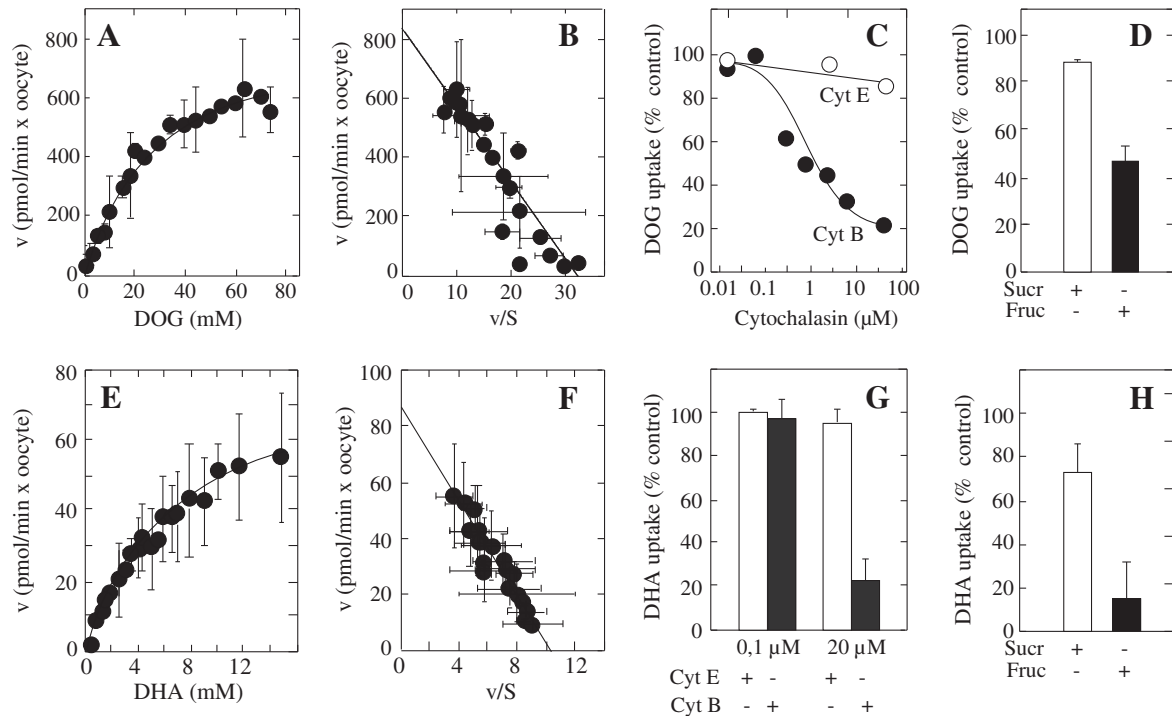 A
v (pmol/min x oocyte)
800
600
400
200
0
0 20 40 60 80
DOG (mM)
B
v (pmol/min x oocyte)
800
600
400
200
0
0 10 20 30
v/S
C
DOG uptake (% control)
100
80
60
40
20
0
Cyt E
Cyt B
0.01 0.1 1 10 100
Cytochalasin (µM)
D
DOG uptake (% control)
100
80
60
40
20
0
Sucr + -
Fruc - +
E
v (pmol/min x oocyte)
80
60
40
20
0
0 4 8 12
DHA (mM)
F
v (pmol/min x oocyte)
100
80
60
40
20
0
0 4 8 12
v/S
G
DHA uptake (% control)
100
80
60
40
20
0
0,1 µM 20 µM
Cyt E + - + -
Cyt B - + - +
H
DHA uptake (% control)
100
80
60
40
20
0
Sucr + -
Fruc - +